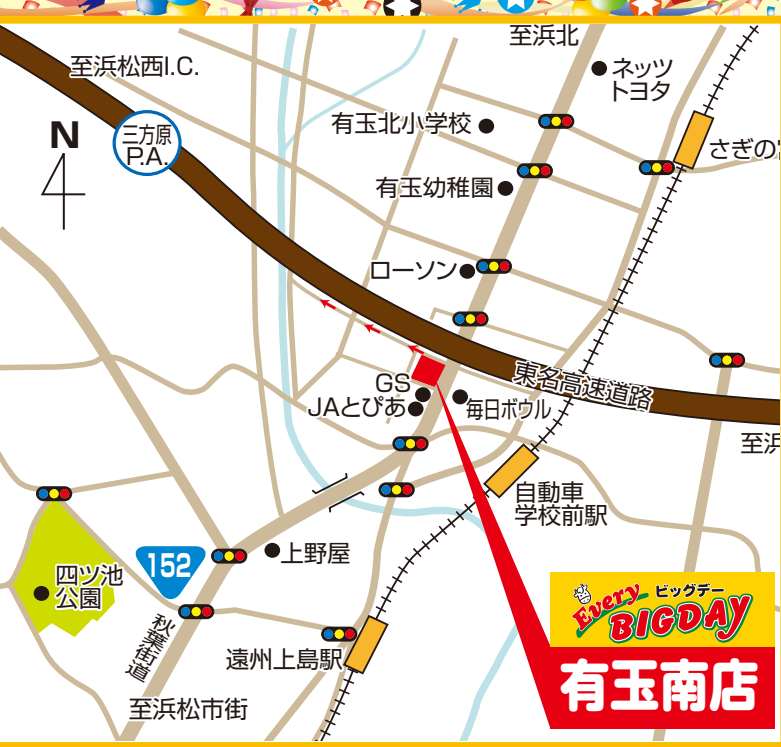 至浜北
至浜松西I.C.
ネッツ
トヨタ
N
三方原
P.A.
有玉北小学校
さぎの
有玉幼稚園
ローソン
東名高速道路
GS
JAとぴあ
毎日ボウル
至浜
自動車
学校前駅
152
上野屋
四ツ池
公園
秋葉街道
遠州上島駅
至浜松市街
Every
ビッグデー
BIGDAY
有玉南店